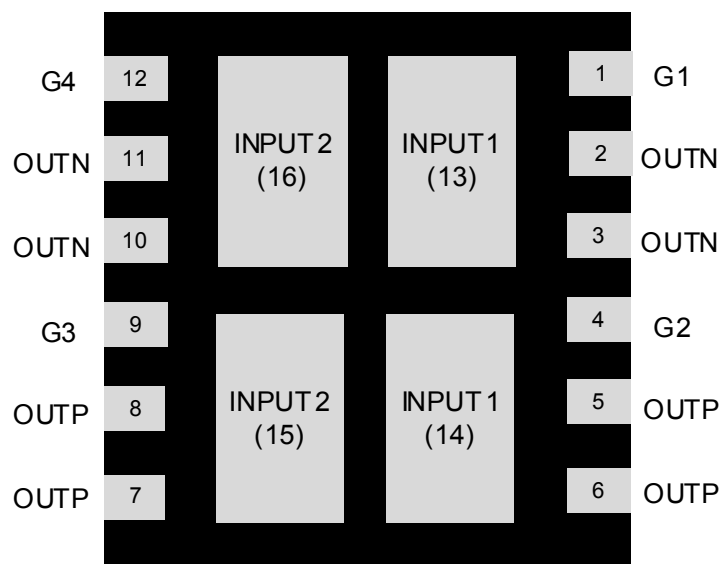 G4 12 INPUT 2 (16) INPUT 1 (13) 1 G1
OUTN 11 2 OUTN
OUTN 10 3 OUTN
G3 9 4 G2
OUTP 8 INPUT 2 (15) INPUT 1 (14) 5 OUTP
OUTP 7 6 OUTP